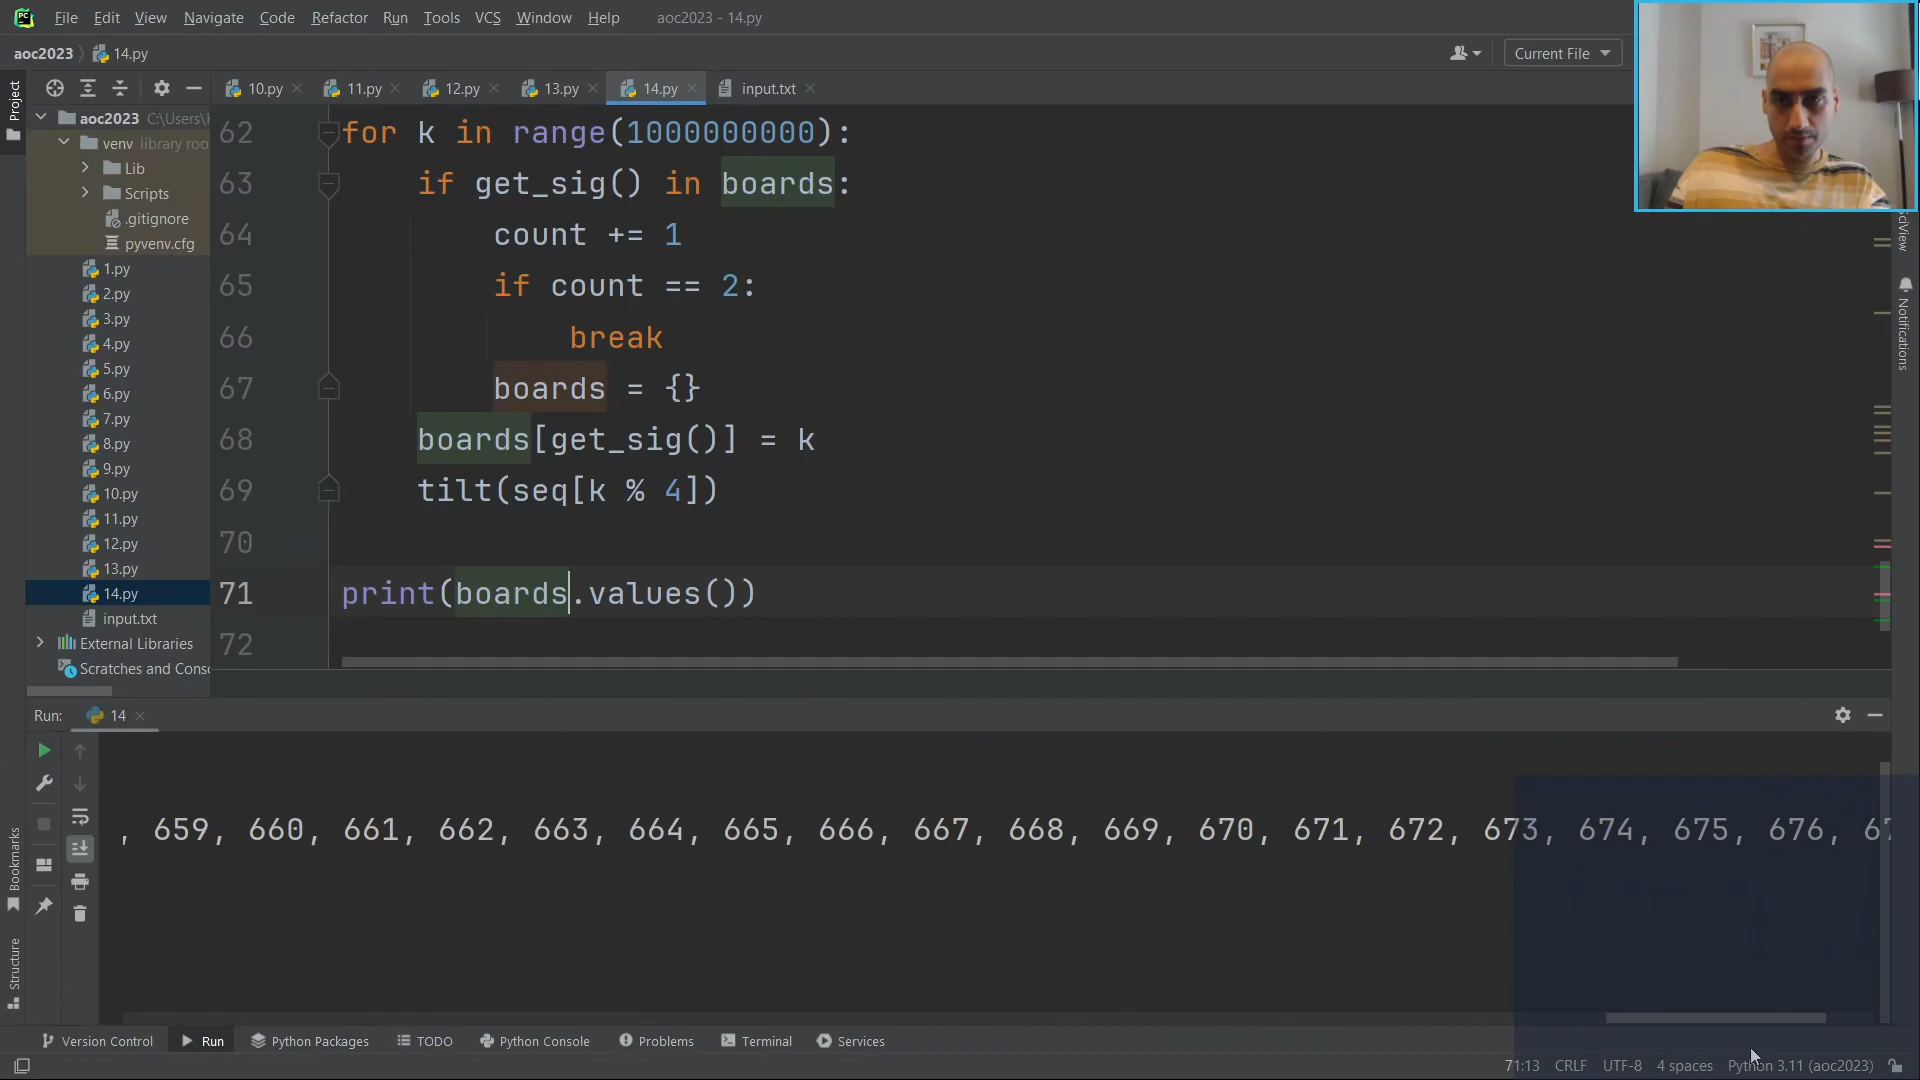 File Edit View Navigate Code Refactor Run Tools VCS Window Help aoc2023 - 14.py
aoc2023 14.py Current File
Project
10.py 11.py 12.py 13.py 14.py input.txt
aoc2023 C:\Users\
venv library roo
Lib
Scripts
.gitignore
pyvenv.cfg
1.py
2.py
3.py
4.py
5.py
6.py
7.py
8.py
9.py
10.py
11.py
12.py
13.py
14.py
input.txt
External Libraries
Scratches and Conso
62 for k in range(1000000000):
63 if get_sig() in boards:
64 count += 1
65 if count == 2:
66 break
67 boards = {}
68 boards[get_sig()] = k
69 tilt(seq[k % 4])
70
71 print(boards.values())
72
SciView
Notifications
Run: 14
, 659, 660, 661, 662, 663, 664, 665, 666, 667, 668, 669, 670, 671, 672, 673, 674, 675, 676, 67
Bookmarks
Structure
Version Control Run Python Packages TODO Python Console Problems Terminal Services
71:13 CRLF UTF-8 4 spaces Python 3.11 (aoc2023)